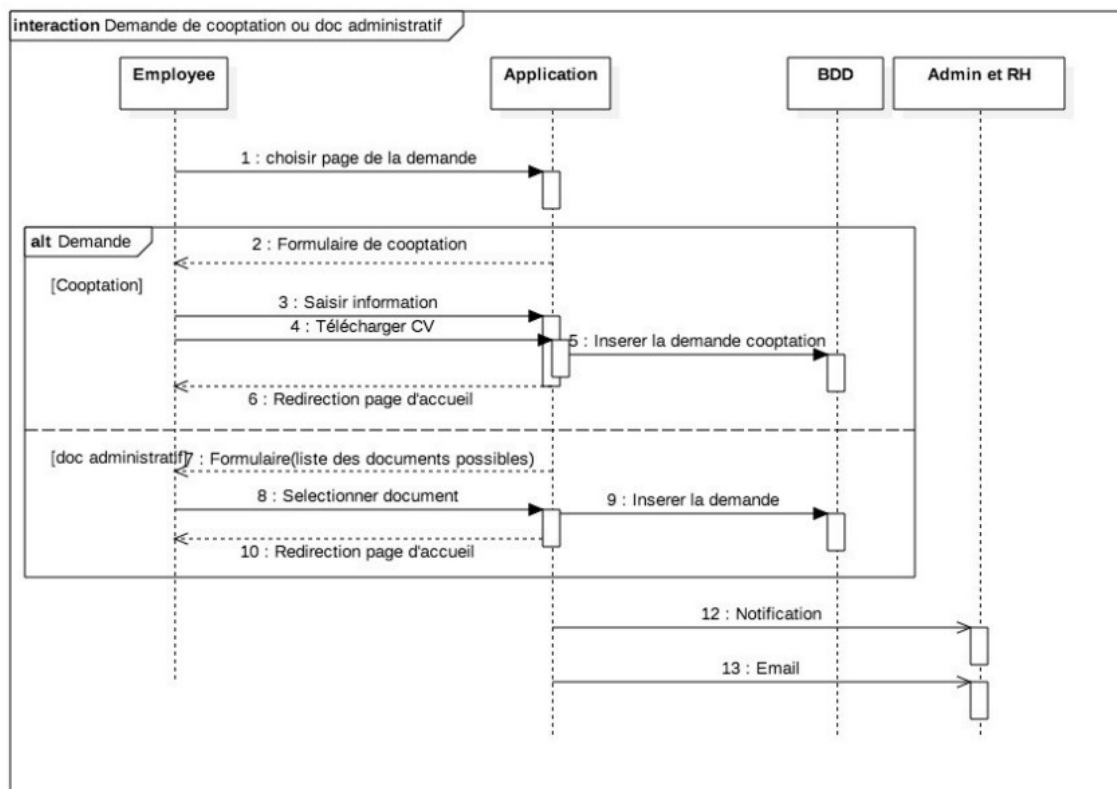 interaction Demande de cooptation ou doc administratif
Employee
Application
BDD
Admin et RH
1 : choisir page de la demande
alt Demande
2 : Formulaire de cooptation
[Cooptation]
3 : Saisir information
4 : Télécharger CV
5 : Inserer la demande cooptation
6 : Redirection page d'accueil
[doc administratif]
7 : Formulaire(liste des documents possibles)
8 : Selectionner document
9 : Inserer la demande
10 : Redirection page d'accueil
12 : Notification
13 : Email